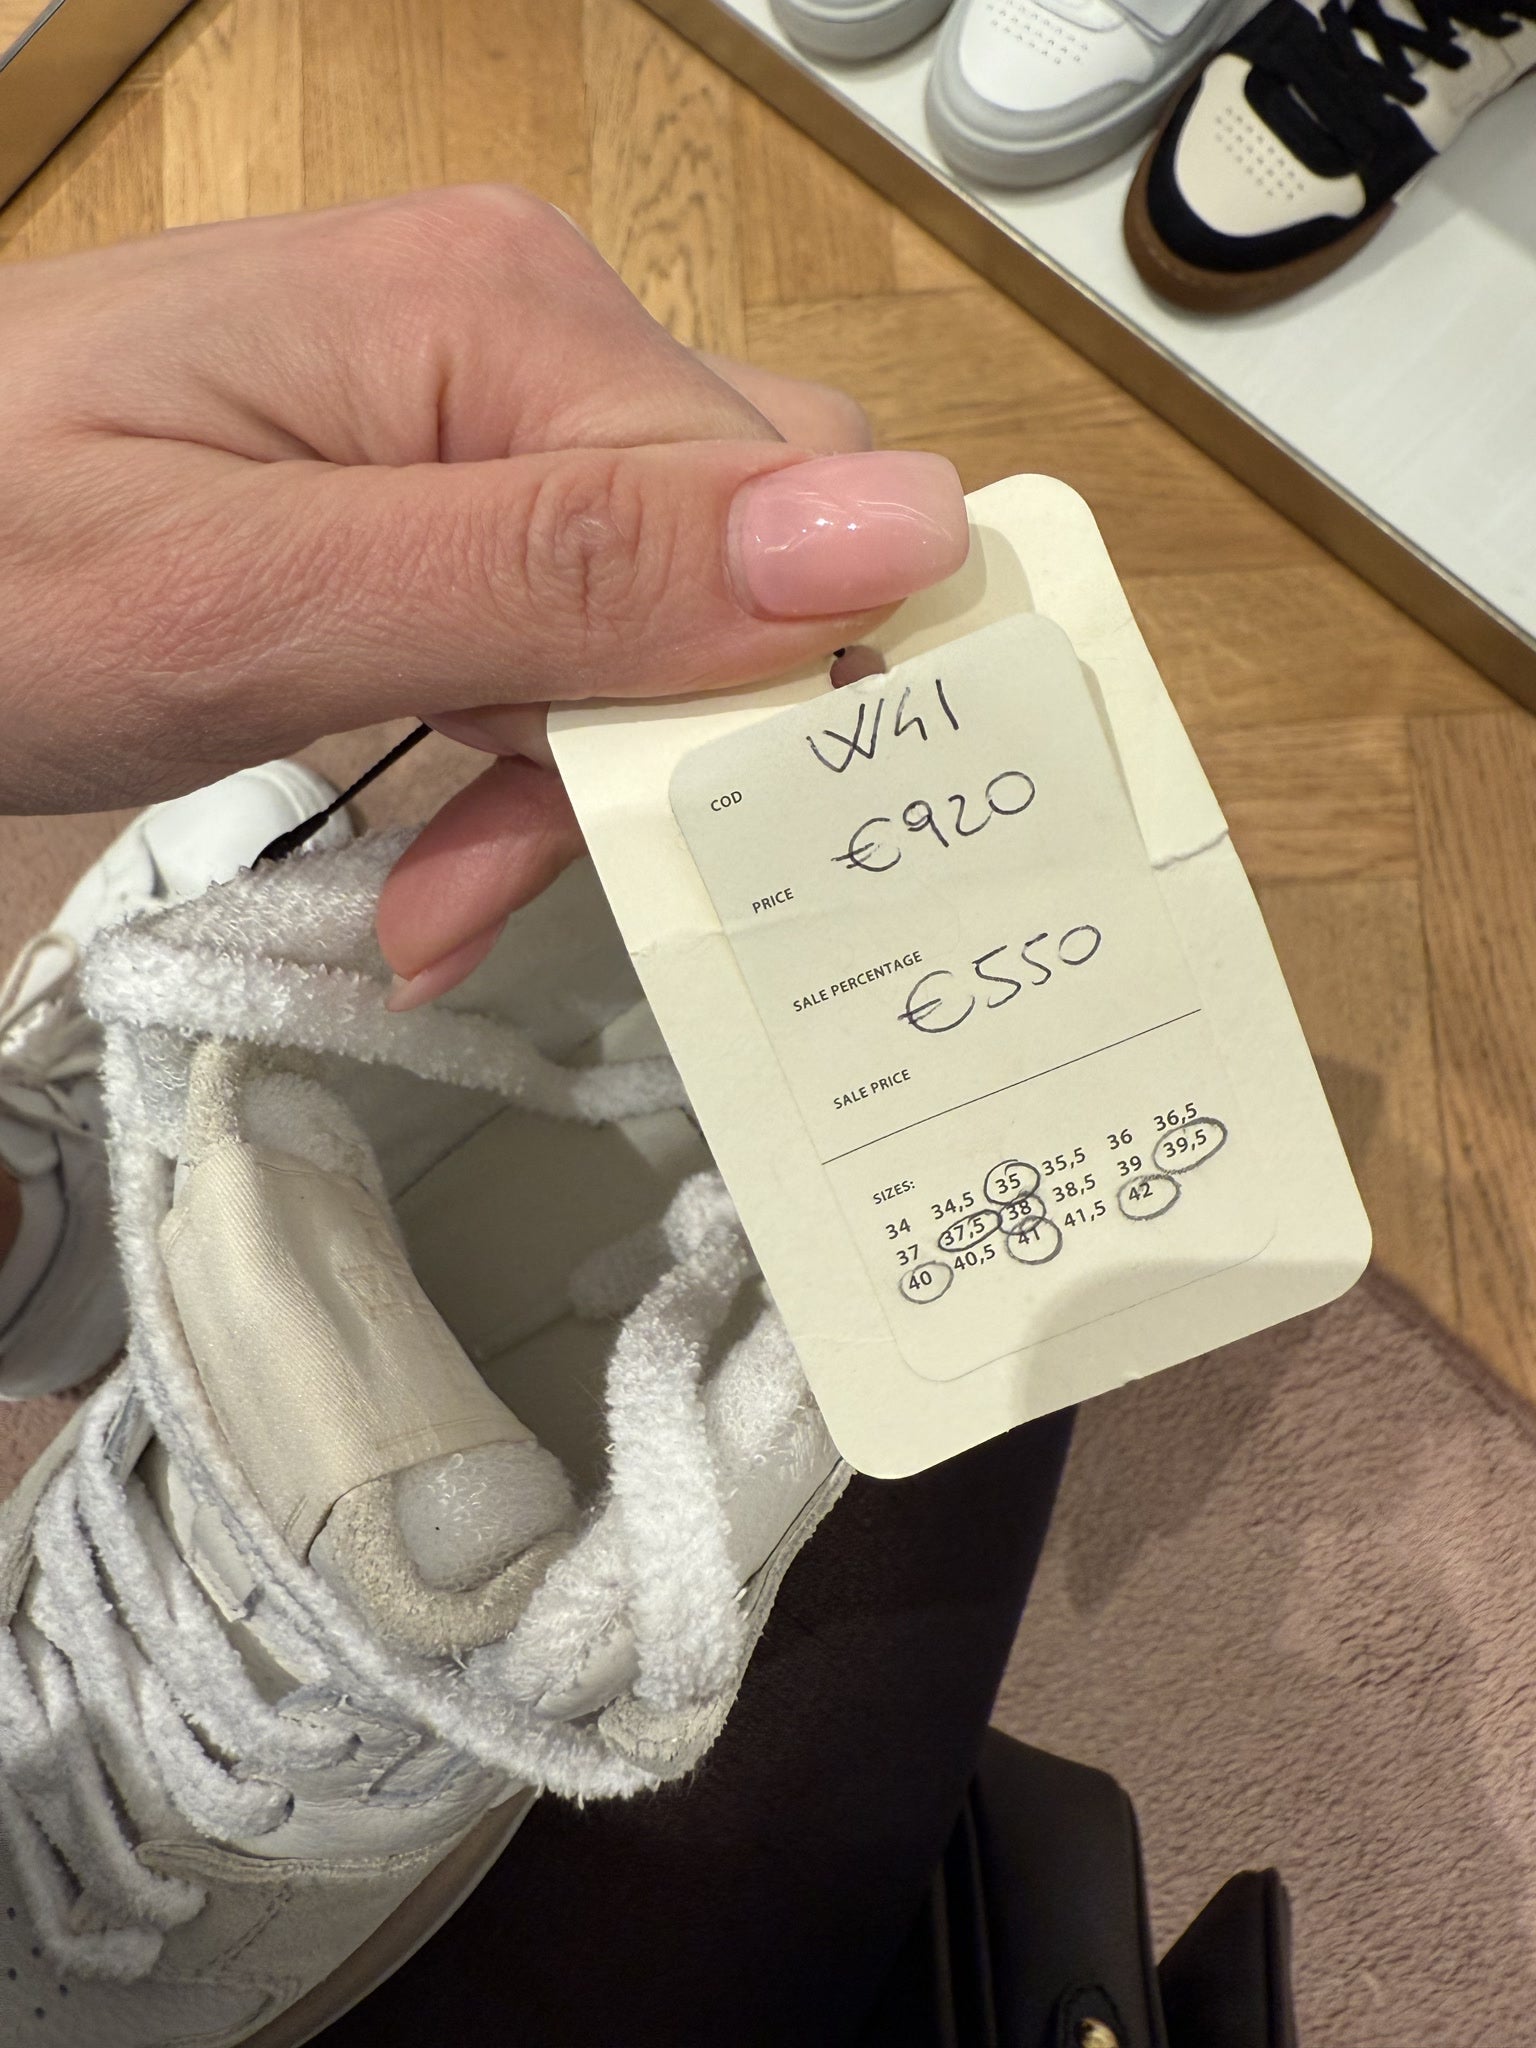 W41
COD
€920
PRICE
SALE PERCENTAGE
€550
SALE PRICE
SIZES:
34 34,5 35 35,5 36 36,5
37 37,5 38 38,5 39 39,5
40 40,5 41 41,5 42